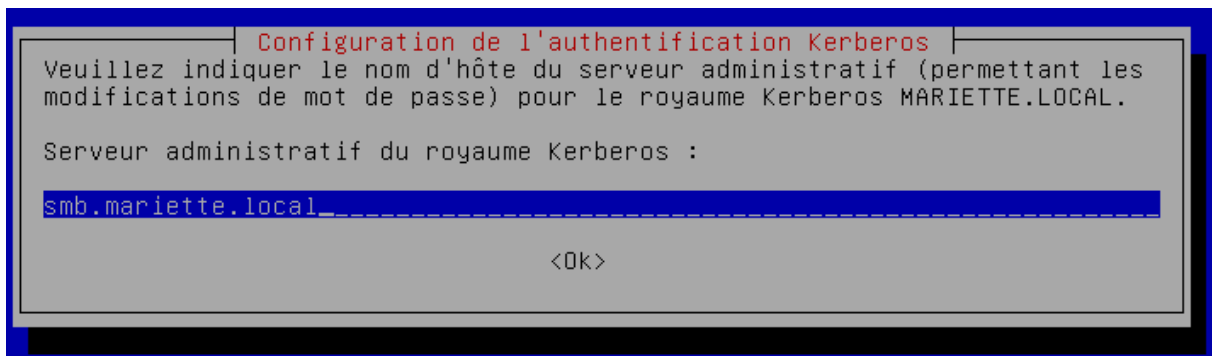 Configuration de l'authentification Kerberos
Veuillez indiquer le nom d'hôte du serveur administratif (permettant les
modifications de mot de passe) pour le royaume Kerberos MARIETTE.LOCAL.
Serveur administratif du royaume Kerberos :
smb.mariette.local
<Ok>